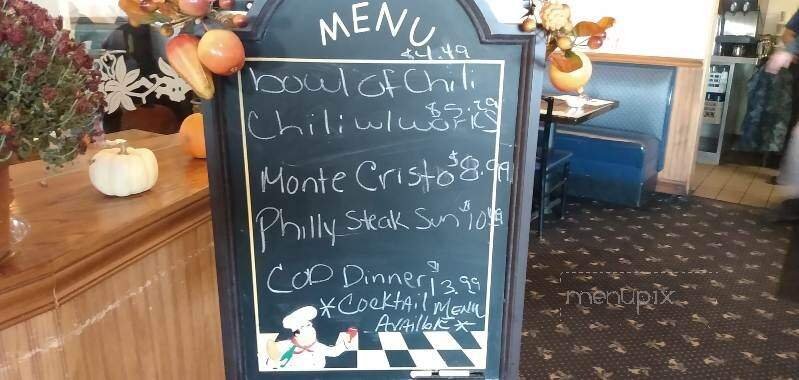 MENU
$4.49
bowl of Chili
$5.29
Chili w/works
Monte Cristo $8.99
Philly Steak Sun $10.49
COD Dinner $13.99
*Cocktail Menu
Availble*
menupix